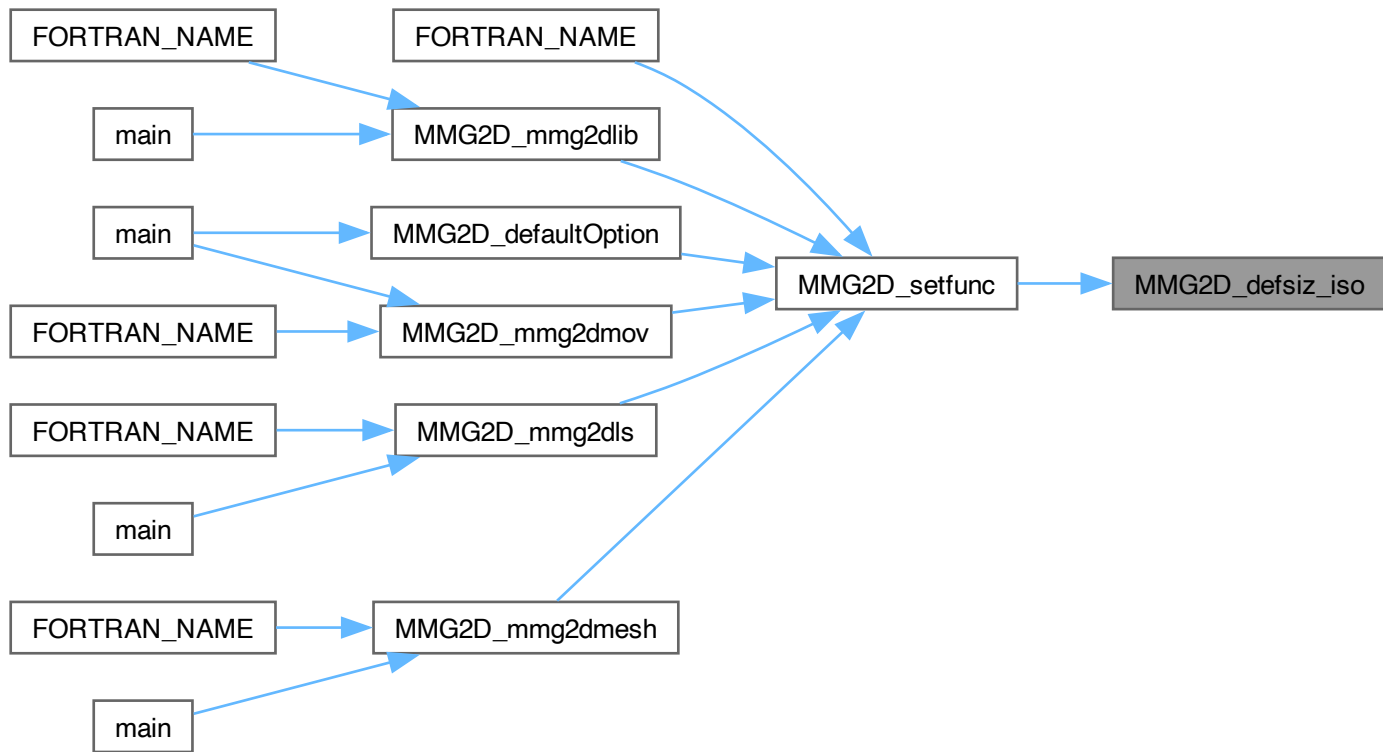 FORTRAN_NAME
FORTRAN_NAME
main
MMG2D_mmg2dlib
main
MMG2D_defaultOption
MMG2D_setfunc
MMG2D_defsiz_iso
FORTRAN_NAME
MMG2D_mmg2dmov
FORTRAN_NAME
MMG2D_mmg2dls
main
FORTRAN_NAME
MMG2D_mmg2dmesh
main